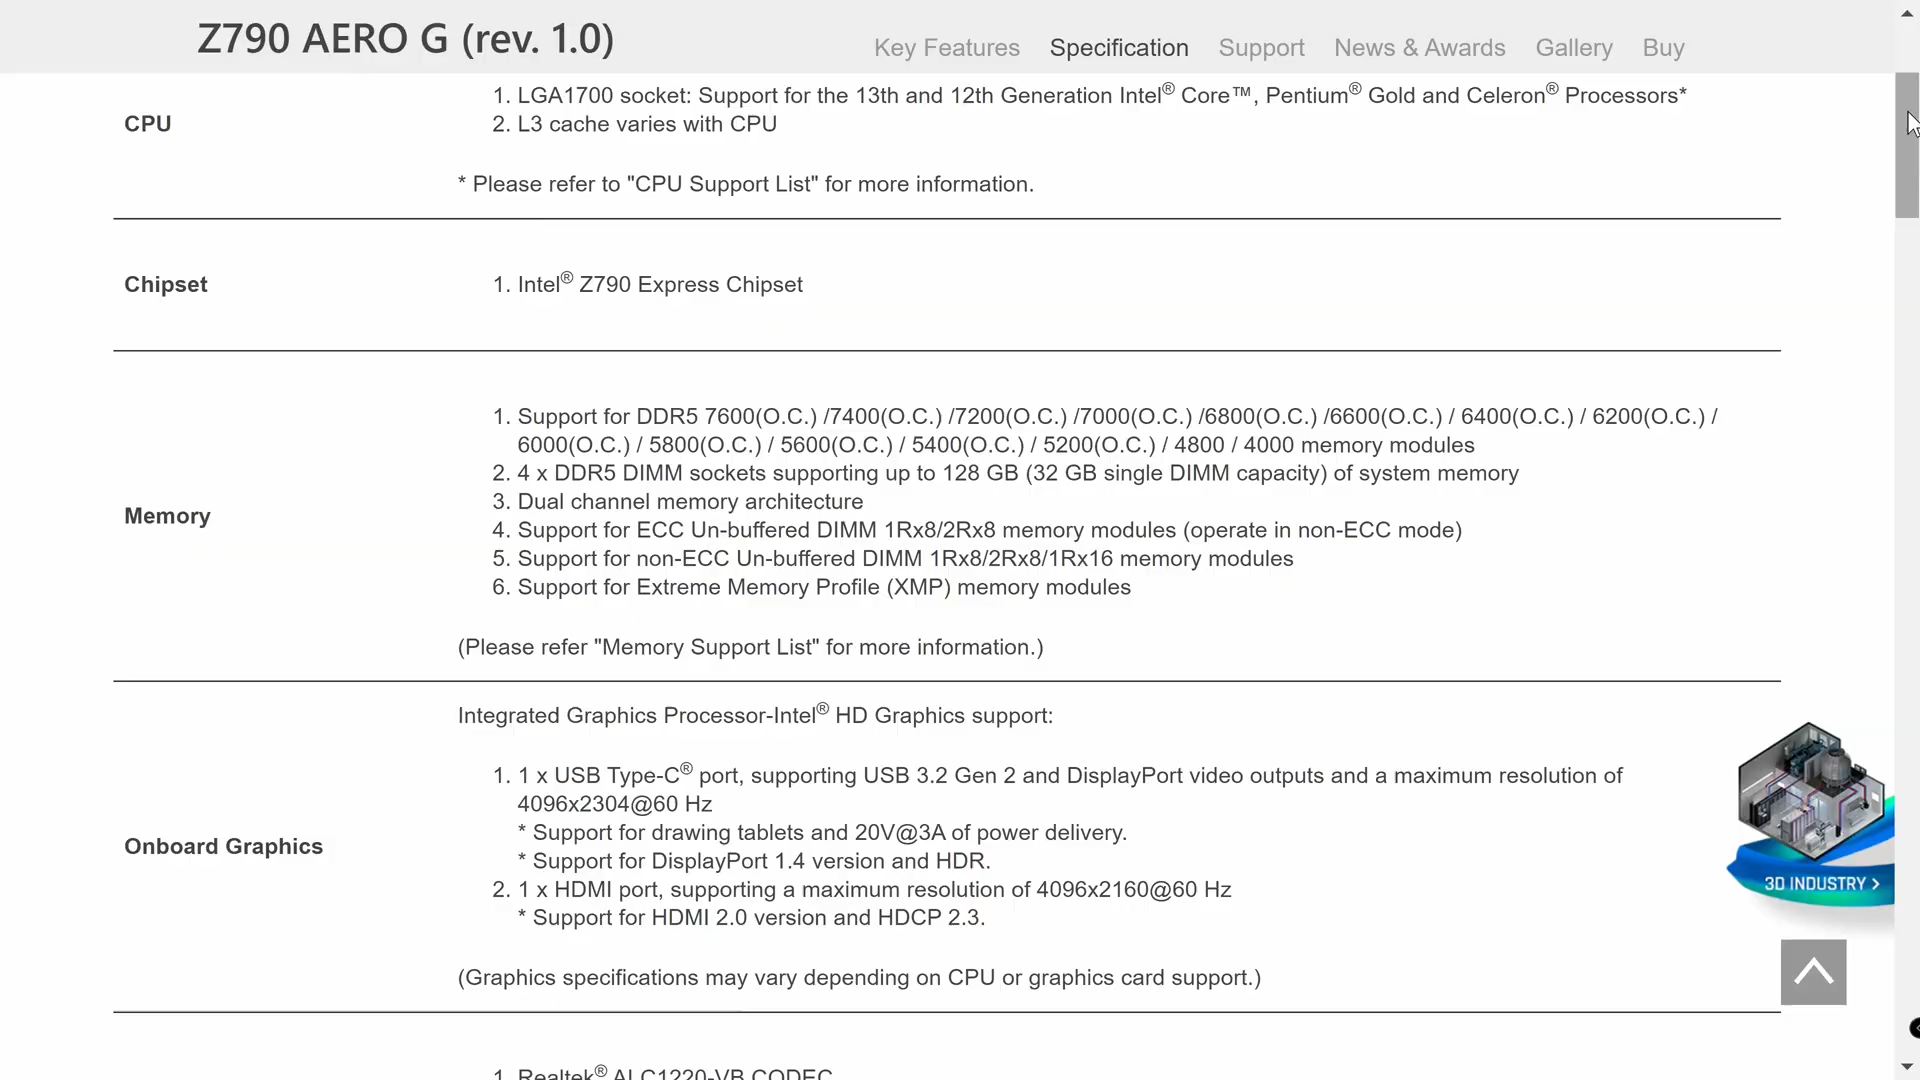 Z790 AERO G (rev. 1.0)
Key Features Specification Support News & Awards Gallery Buy
CPU
1. LGA1700 socket: Support for the 13th and 12th Generation Intel® Core™, Pentium® Gold and Celeron® Processors*
2. L3 cache varies with CPU
* Please refer to "CPU Support List" for more information.
Chipset
1. Intel® Z790 Express Chipset
Memory
1. Support for DDR5 7600(O.C.) /7400(O.C.) /7200(O.C.) /7000(O.C.) /6800(O.C.) /6600(O.C.) / 6400(O.C.) / 6200(O.C.) /
6000(O.C.) / 5800(O.C.) / 5600(O.C.) / 5400(O.C.) / 5200(O.C.) / 4800 / 4000 memory modules
2. 4 x DDR5 DIMM sockets supporting up to 128 GB (32 GB single DIMM capacity) of system memory
3. Dual channel memory architecture
4. Support for ECC Un-buffered DIMM 1Rx8/2Rx8 memory modules (operate in non-ECC mode)
5. Support for non-ECC Un-buffered DIMM 1Rx8/2Rx8/1Rx16 memory modules
6. Support for Extreme Memory Profile (XMP) memory modules
(Please refer "Memory Support List" for more information.)
Onboard Graphics
Integrated Graphics Processor-Intel® HD Graphics support:
1. 1 x USB Type-C® port, supporting USB 3.2 Gen 2 and DisplayPort video outputs and a maximum resolution of
4096x2304@60 Hz
* Support for drawing tablets and 20V@3A of power delivery.
* Support for DisplayPort 1.4 version and HDR.
2. 1 x HDMI port, supporting a maximum resolution of 4096x2160@60 Hz
* Support for HDMI 2.0 version and HDCP 2.3.
(Graphics specifications may vary depending on CPU or graphics card support.)
3D INDUSTRY >
1. Realtek® ALC1220-VB CODEC